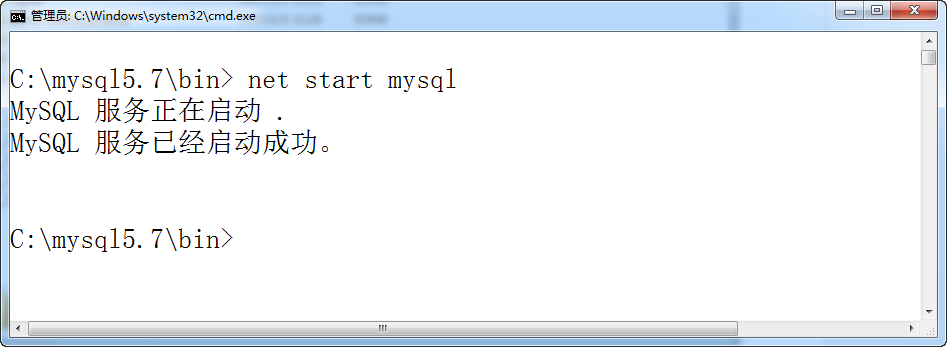 管理员: C:\Windows\system32\cmd.exe
C:\mysql5.7\bin> net start mysql
MySQL 服务正在启动 .
MySQL 服务已经启动成功。
C:\mysql5.7\bin>